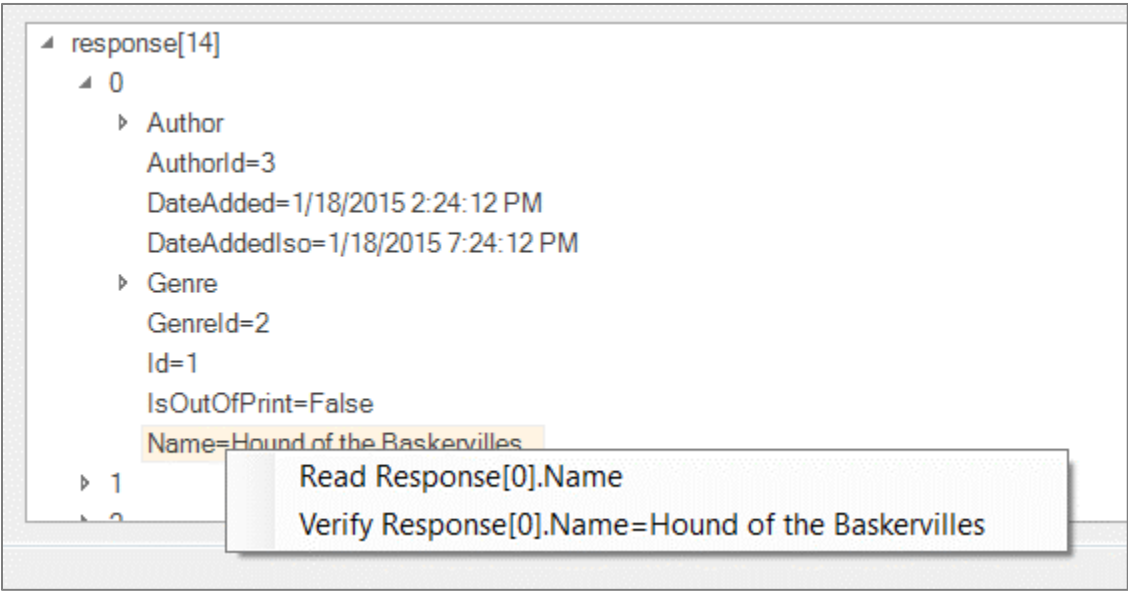 response[14]
0
Author
AuthorId=3
DateAdded=1/18/2015 2:24:12 PM
DateAddedIso=1/18/2015 7:24:12 PM
Genre
GenreId=2
Id=1
IsOutOfPrint=False
Name=Hound of the Baskervilles
Read Response[0].Name
1
Verify Response[0].Name=Hound of the Baskervilles